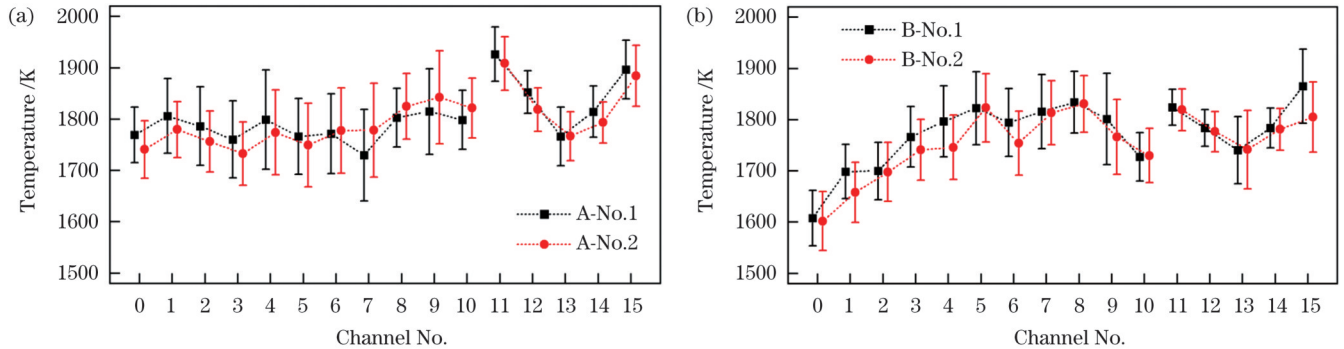 (a)
Temperature /K
2000
1900
1800
1700
1600
1500
A-No.1
A-No.2
0 1 2 3 4 5 6 7 8 9 10 11 12 13 14 15
Channel No.
(b)
Temperature /K
2000
1900
1800
1700
1600
1500
B-No.1
B-No.2
0 1 2 3 4 5 6 7 8 9 10 11 12 13 14 15
Channel No.